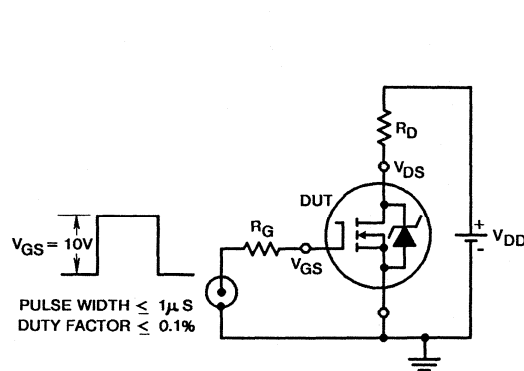 R_D
V_DS
DUT
R_G
V_GS
V_GS = 10V
+
V_DD
-
PULSE WIDTH ≤ 1μS
DUTY FACTOR ≤ 0.1%